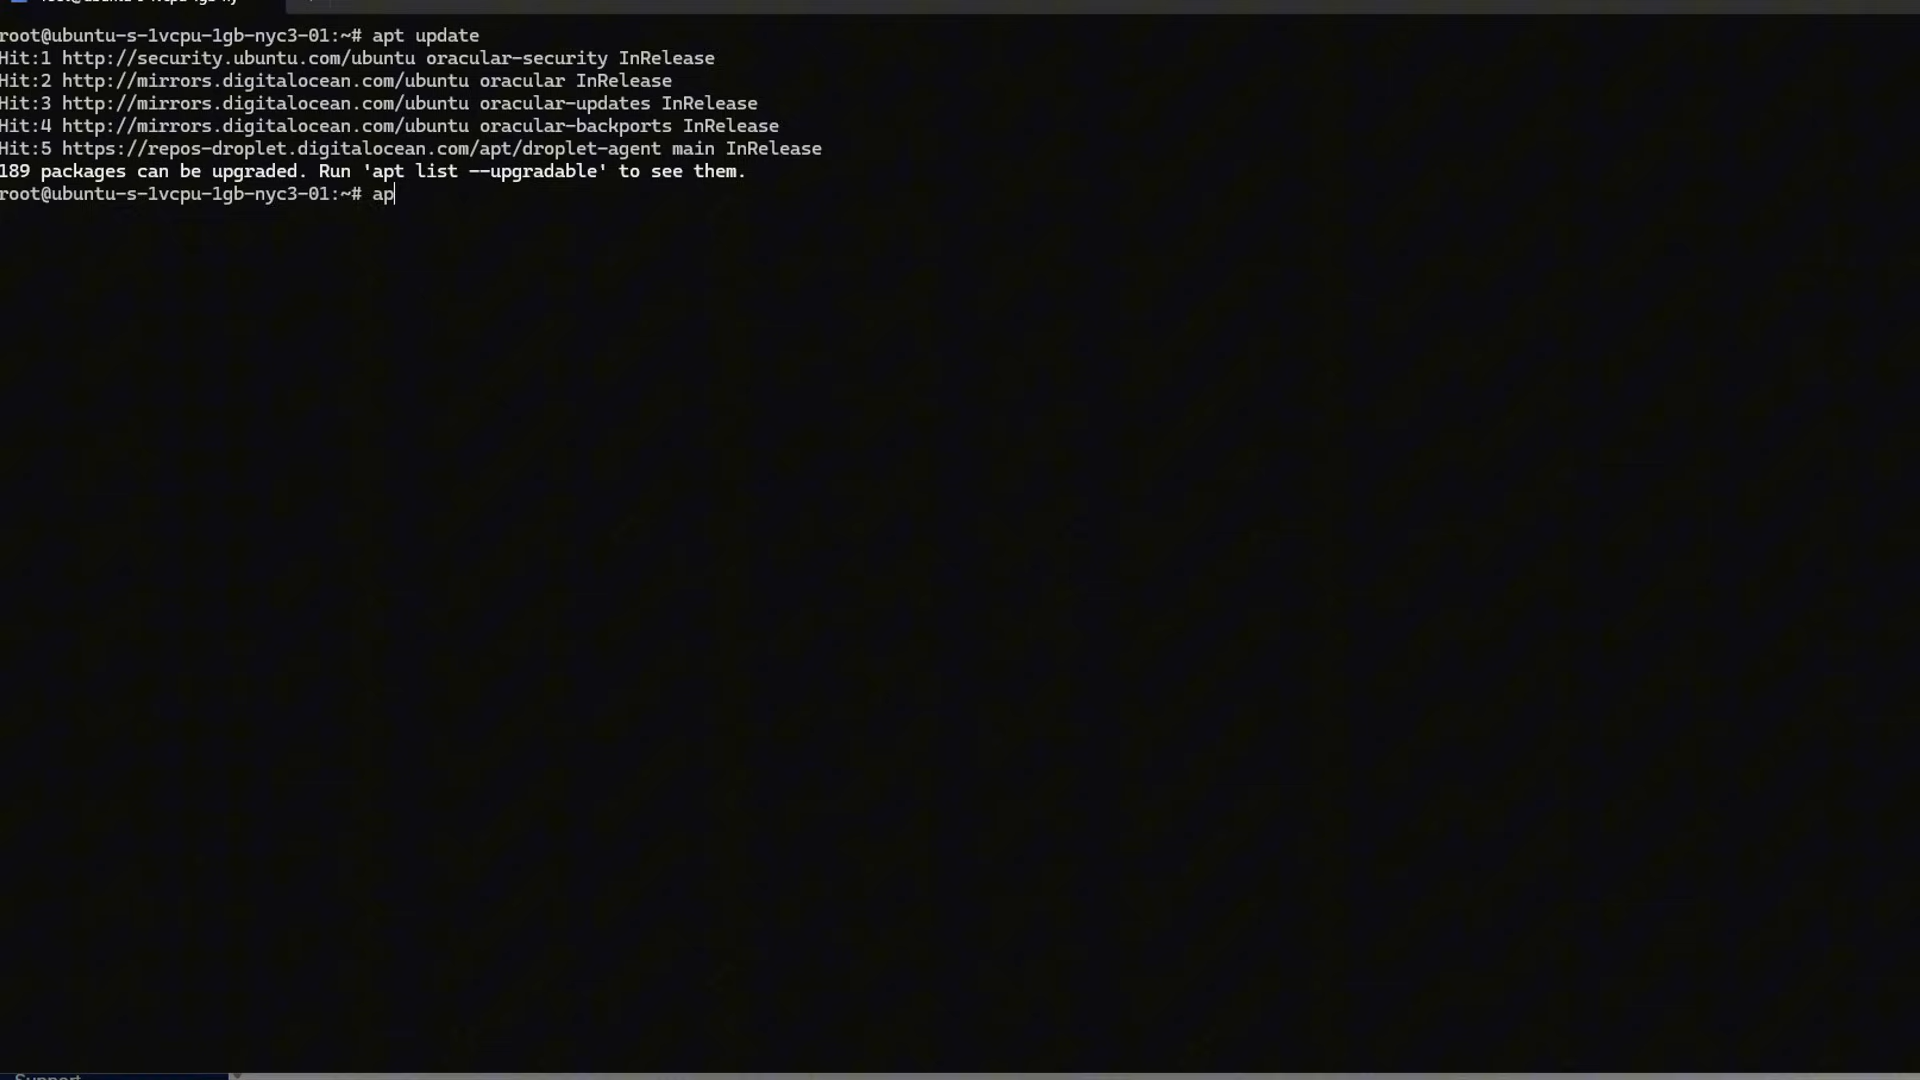 root@ubuntu-s-1vcpu-1gb-nyc3-01:~# apt update
Hit:1 http://security.ubuntu.com/ubuntu oracular-security InRelease
Hit:2 http://mirrors.digitalocean.com/ubuntu oracular InRelease
Hit:3 http://mirrors.digitalocean.com/ubuntu oracular-updates InRelease
Hit:4 http://mirrors.digitalocean.com/ubuntu oracular-backports InRelease
Hit:5 https://repos-droplet.digitalocean.com/apt/droplet-agent main InRelease
189 packages can be upgraded. Run 'apt list --upgradable' to see them.
root@ubuntu-s-1vcpu-1gb-nyc3-01:~# ap
Support